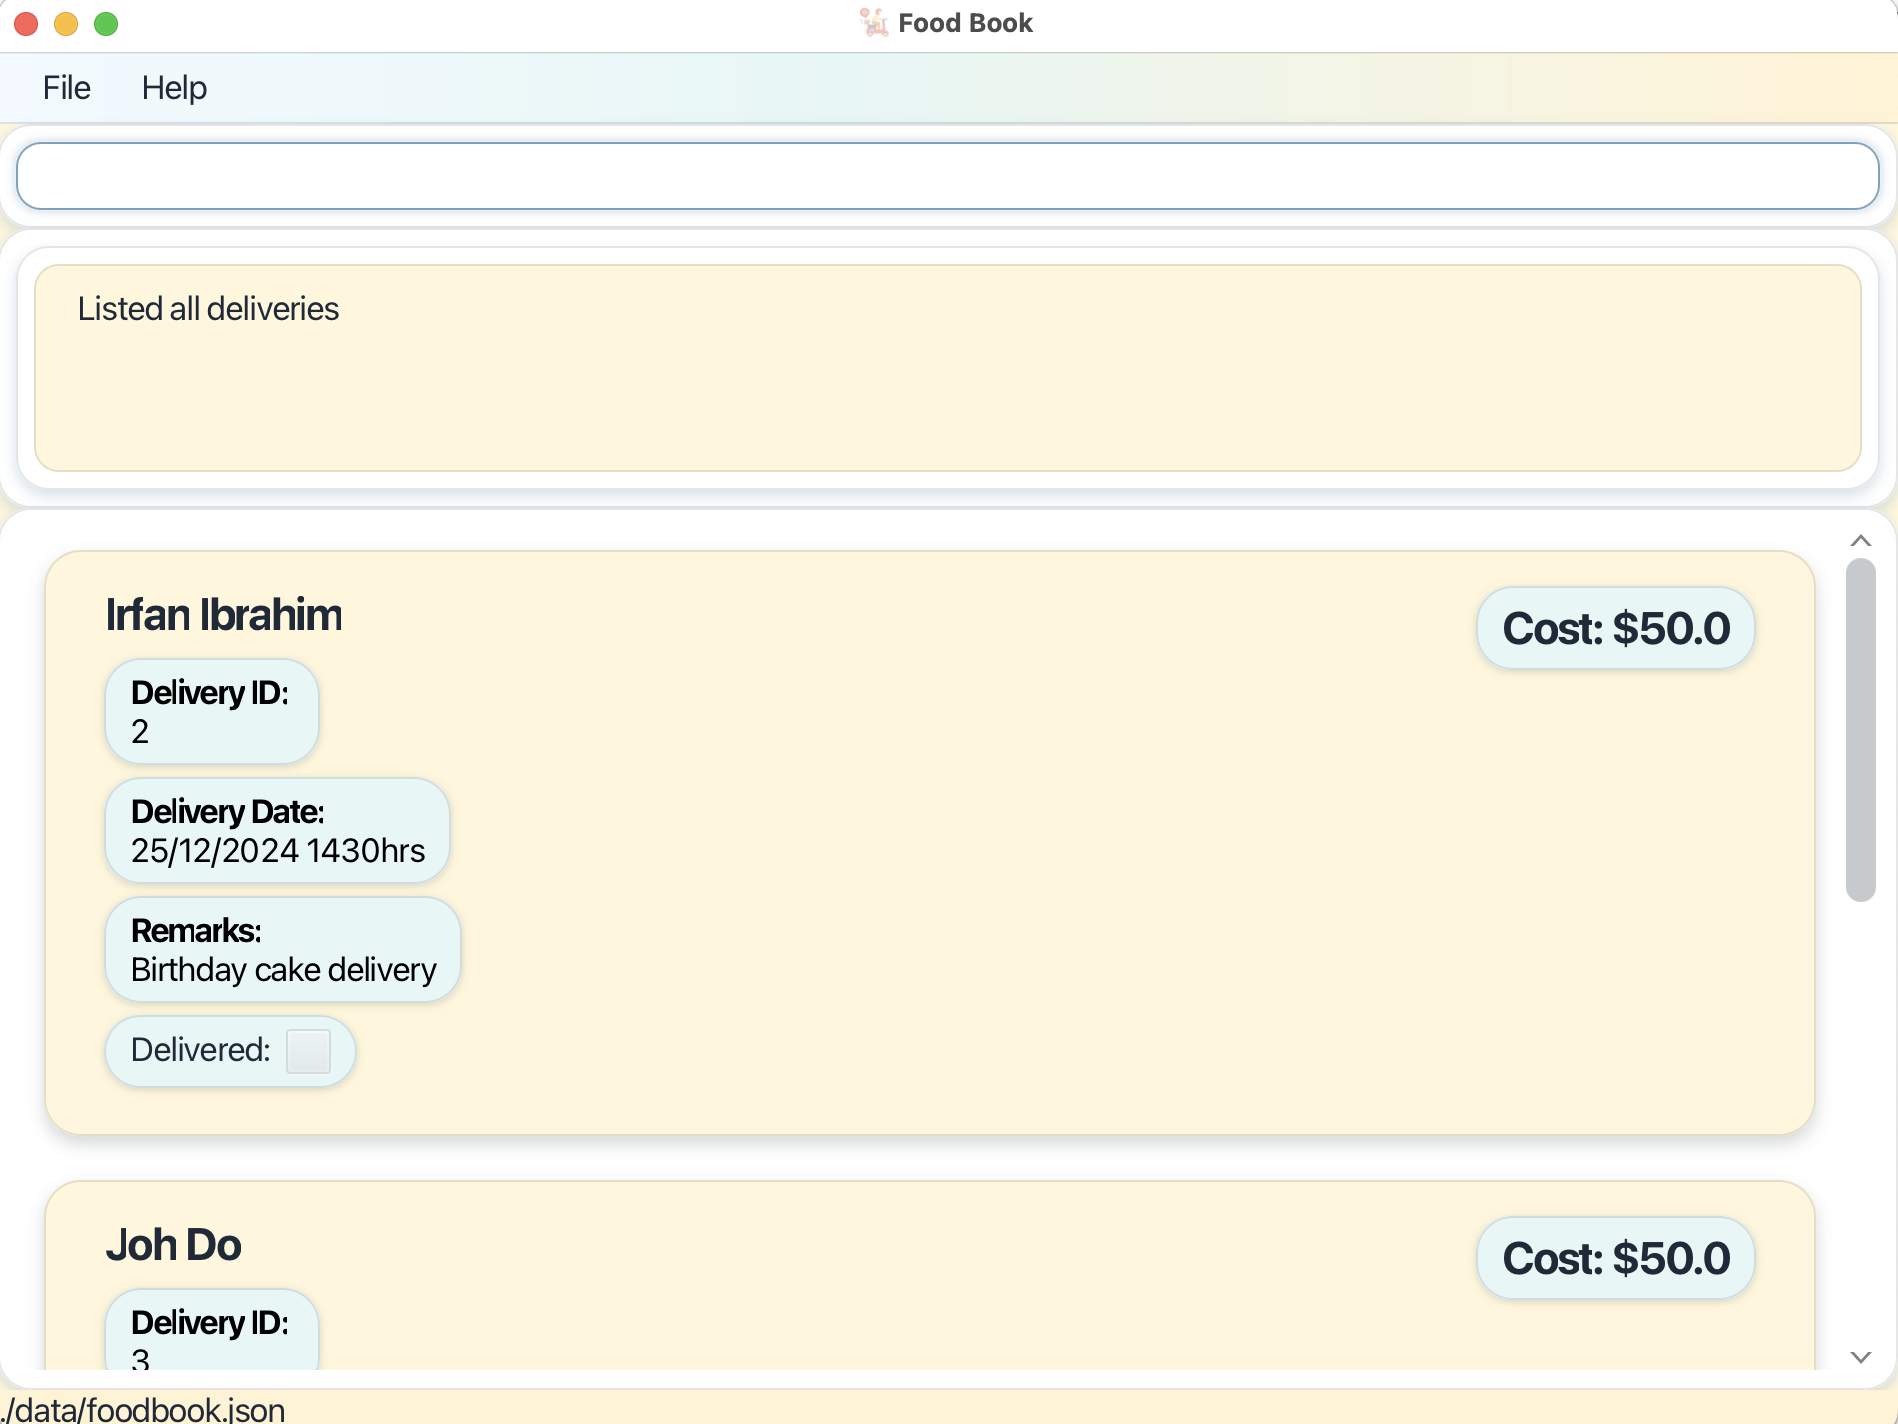 Food Book
File Help
Listed all deliveries
Irfan Ibrahim
Cost: $50.0
Delivery ID:
2
Delivery Date:
25/12/2024 1430hrs
Remarks:
Birthday cake delivery
Delivered:
Joh Do
Cost: $50.0
Delivery ID:
3
./data/foodbook.json